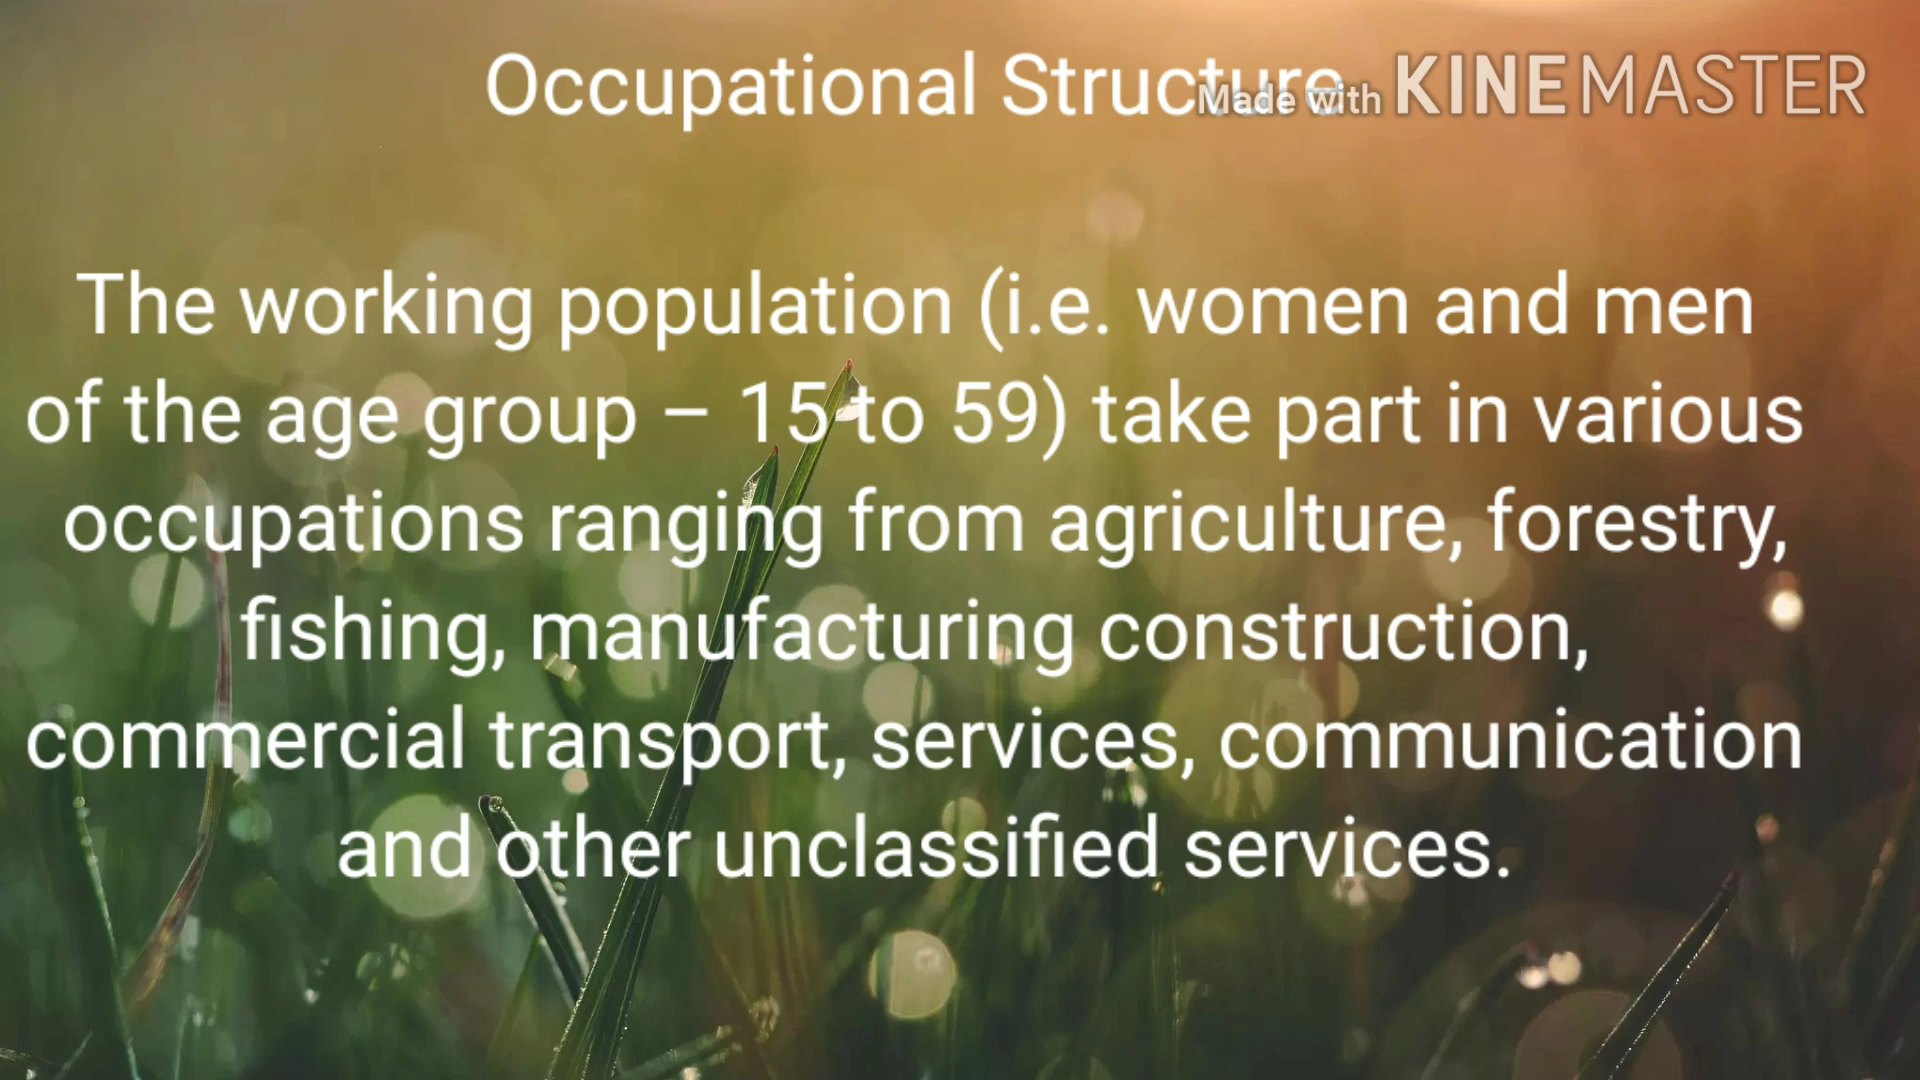 Occupational Structure
Made with KINEMASTER
The working population (i.e. women and men
of the age group – 15 to 59) take part in various
occupations ranging from agriculture, forestry,
fishing, manufacturing construction,
commercial transport, services, communication
and other unclassified services.